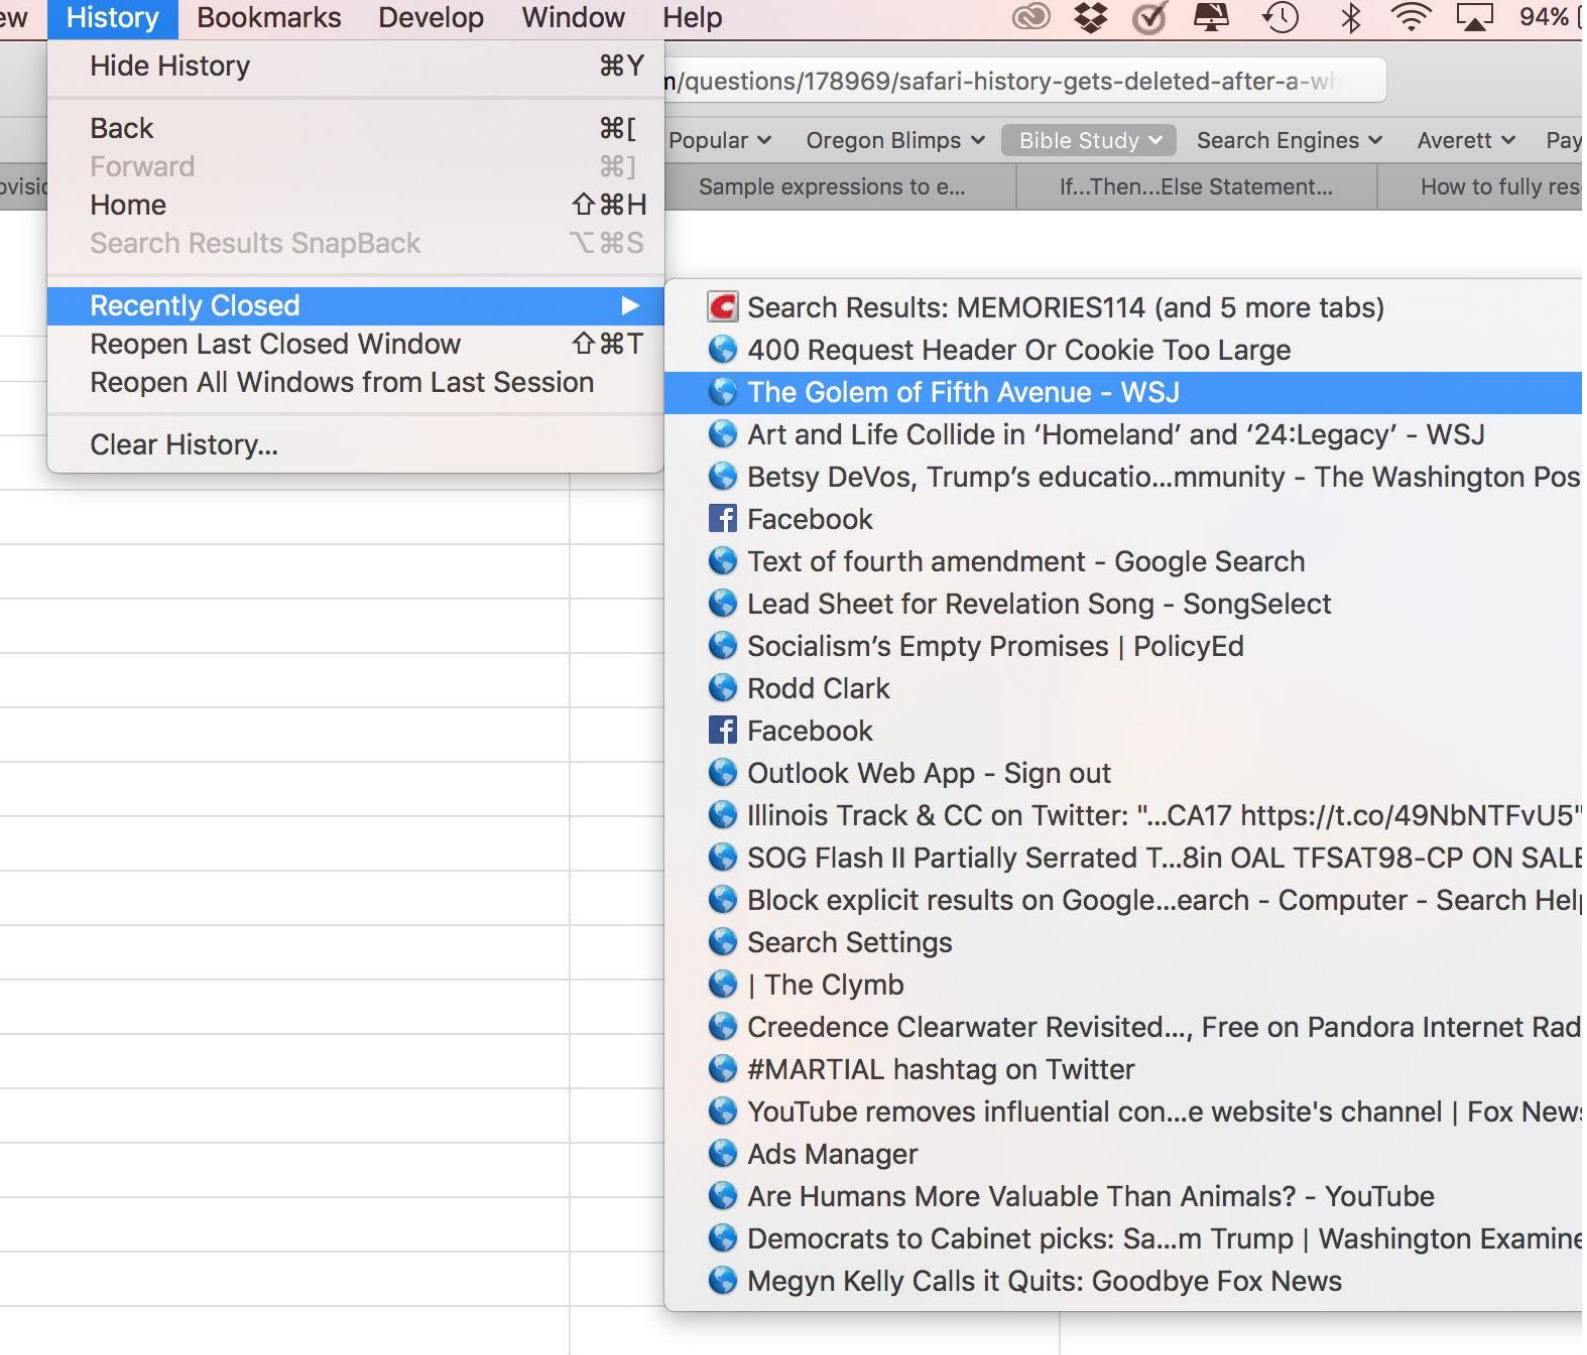 History Bookmarks Develop Window Help 94%
Hide History ⌘Y
Back ⌘[
Forward ⌘]
Home ⇧⌘H
Search Results SnapBack ⌥⌘S
Recently Closed ▶
Reopen Last Closed Window ⇧⌘T
Reopen All Windows from Last Session
Clear History...
/questions/178969/safari-history-gets-deleted-after-a-wh
Popular Oregon Blimps Bible Study Search Engines Averett Pay
Sample expressions to e... If...Then...Else Statement... How to fully res
Search Results: MEMORIES114 (and 5 more tabs)
400 Request Header Or Cookie Too Large
The Golem of Fifth Avenue - WSJ
Art and Life Collide in ‘Homeland’ and ‘24:Legacy’ - WSJ
Betsy DeVos, Trump’s educatio...mmunity - The Washington Pos
Facebook
Text of fourth amendment - Google Search
Lead Sheet for Revelation Song - SongSelect
Socialism’s Empty Promises | PolicyEd
Rodd Clark
Facebook
Outlook Web App - Sign out
Illinois Track & CC on Twitter: "...CA17 https://t.co/49NbNTFvU5"
SOG Flash II Partially Serrated T...8in OAL TFSAT98-CP ON SALE
Block explicit results on Google...earch - Computer - Search Help
Search Settings
| The Clymb
Creedence Clearwater Revisited..., Free on Pandora Internet Rad
#MARTIAL hashtag on Twitter
YouTube removes influential con...e website's channel | Fox News
Ads Manager
Are Humans More Valuable Than Animals? - YouTube
Democrats to Cabinet picks: Sa...m Trump | Washington Examine
Megyn Kelly Calls it Quits: Goodbye Fox News